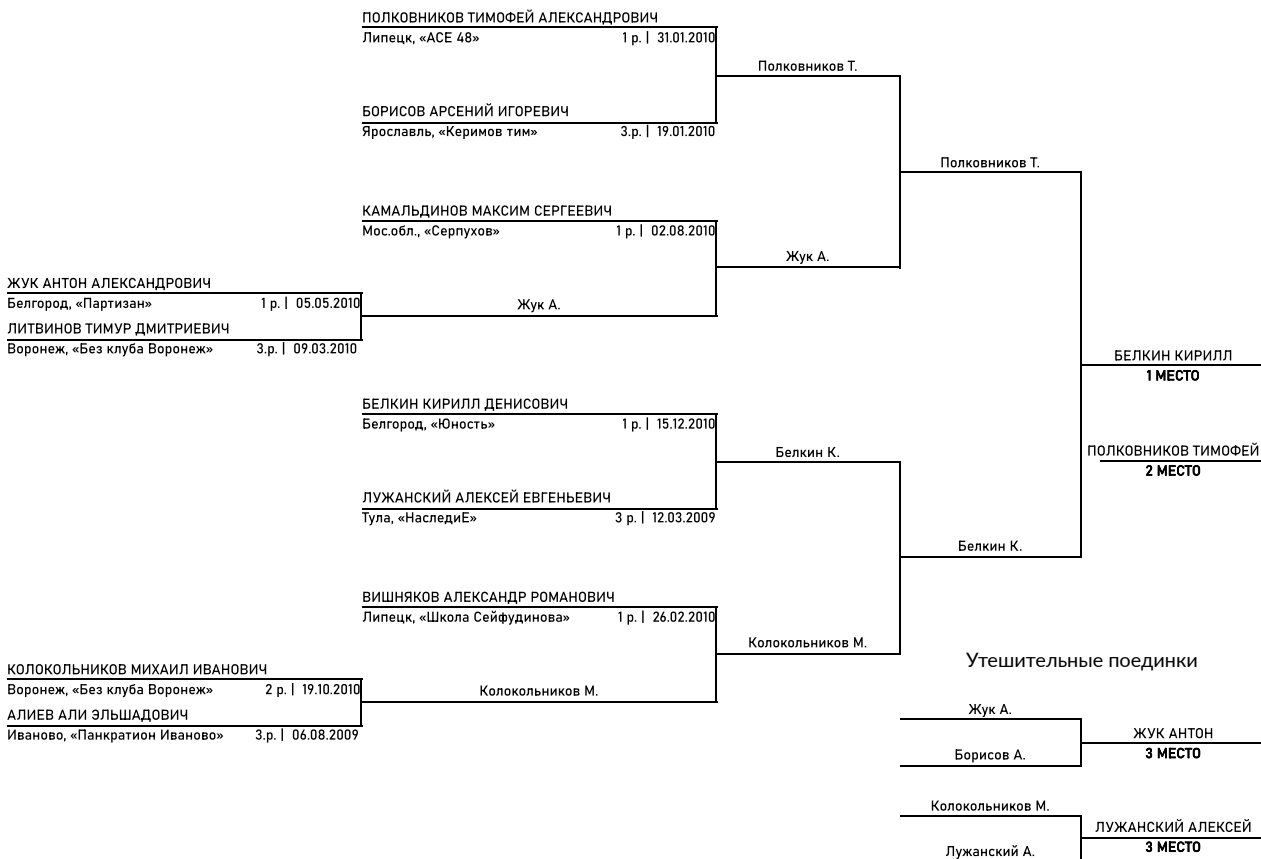 ПОЛКОВНИКОВ ТИМОФЕЙ АЛЕКСАНДРОВИЧ
Липецк, «АСЕ 48» 1 р. | 31.01.2010
Полковников Т.
БОРИСОВ АРСЕНИЙ ИГОРЕВИЧ
Ярославль, «Керимов тим» 3.р. | 19.01.2010
Полковников Т.
КАМАЛЬДИНОВ МАКСИМ СЕРГЕЕВИЧ
Мос.обл., «Серпухов» 1 р. | 02.08.2010
Жук А.
ЖУК АНТОН АЛЕКСАНДРОВИЧ
Белгород, «Партизан» 1 р. | 05.05.2010
Жук А.
ЛИТВИНОВ ТИМУР ДМИТРИЕВИЧ
Воронеж, «Без клуба Воронеж» 3.р. | 09.03.2010
БЕЛКИН КИРИЛЛ
1 МЕСТО
БЕЛКИН КИРИЛЛ ДЕНИСОВИЧ
Белгород, «Юность» 1 р. | 15.12.2010
Белкин К.
ПОЛКОВНИКОВ ТИМОФЕЙ
2 МЕСТО
ЛУЖАНСКИЙ АЛЕКСЕЙ ЕВГЕНЬЕВИЧ
Тула, «НаследиЕ» 3 р. | 12.03.2009
Белкин К.
ВИШНЯКОВ АЛЕКСАНДР РОМАНОВИЧ
Липецк, «Школа Сейфудинова» 1 р. | 26.02.2010
Колокольников М.
Утешительные поединки
КОЛОКОЛЬНИКОВ МИХАИЛ ИВАНОВИЧ
Воронеж, «Без клуба Воронеж» 2 р. | 19.10.2010
Колокольников М.
АЛИЕВ АЛИ ЭЛЬШАДОВИЧ
Иваново, «Панкратион Иваново» 3.р. | 06.08.2009
Жук А.
ЖУК АНТОН
3 МЕСТО
Борисов А.
Колокольников М.
ЛУЖАНСКИЙ АЛЕКСЕЙ
3 МЕСТО
Лужанский А.